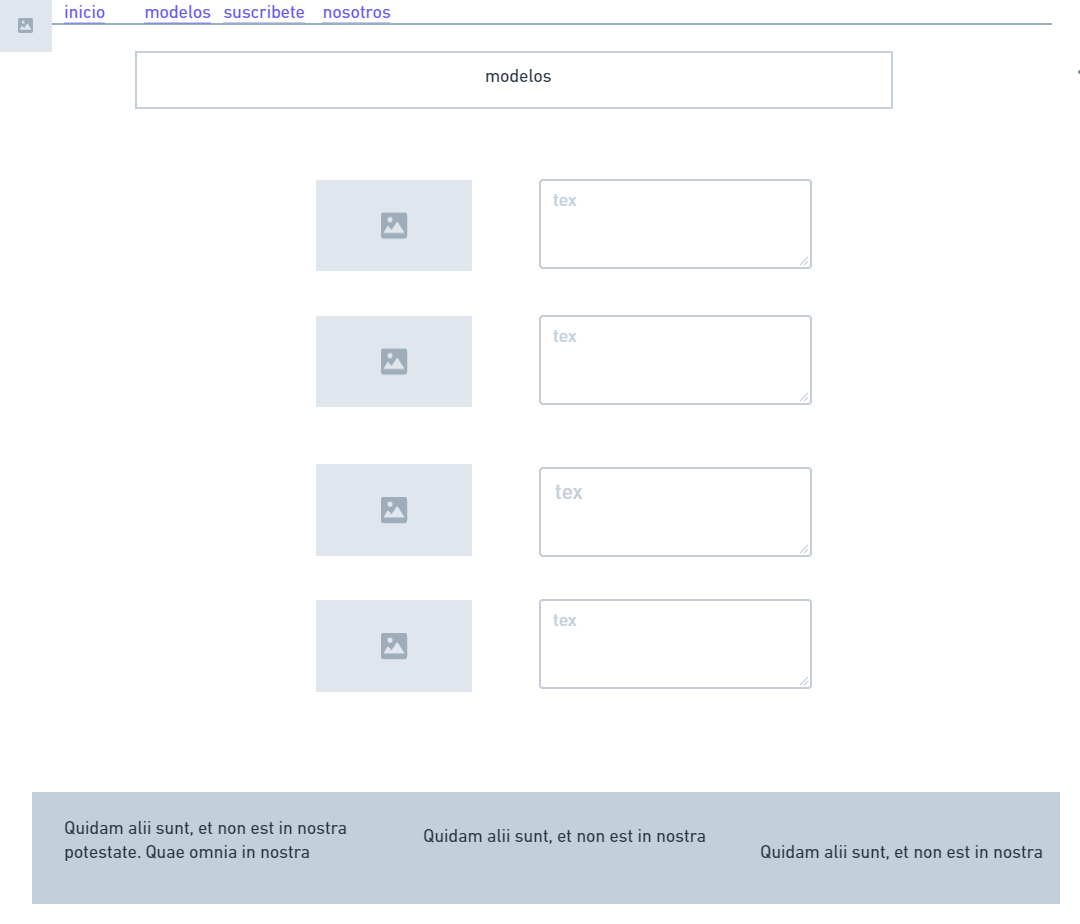 inicio modelos suscribete nosotros
modelos
tex
tex
tex
tex
Quidam alii sunt, et non est in nostra
potestate. Quae omnia in nostra
Quidam alii sunt, et non est in nostra
Quidam alii sunt, et non est in nostra